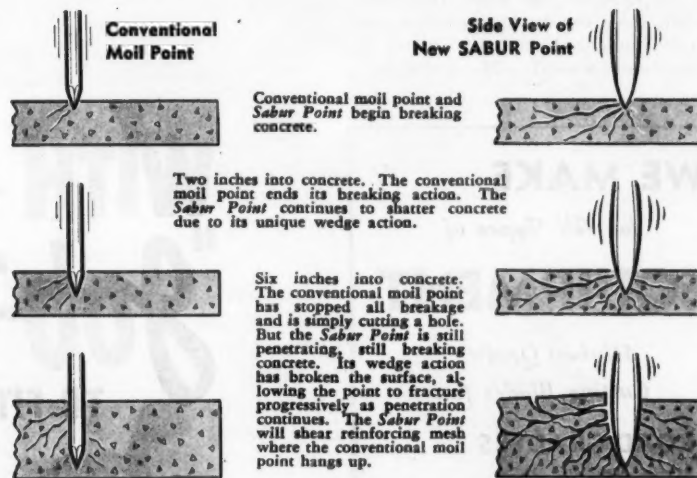 Conventional
Moil Point
Side View of
New SABUR Point
Conventional moil point and
Sabur Point begin breaking
concrete.
Two inches into concrete. The conventional
moil point ends its breaking action. The
Sabur Point continues to shatter concrete
due to its unique wedge action.
Six inches into concrete.
The conventional moil point
has stopped all breakage
and is simply cutting a hole.
But the Sabur Point is still
penetrating, still breaking
concrete. Its wedge action
has broken the surface, al-
lowing the point to fracture
progressively as penetration
continues. The Sabur Point
will shear reinforcing mesh
where the conventional moil
point hangs up.